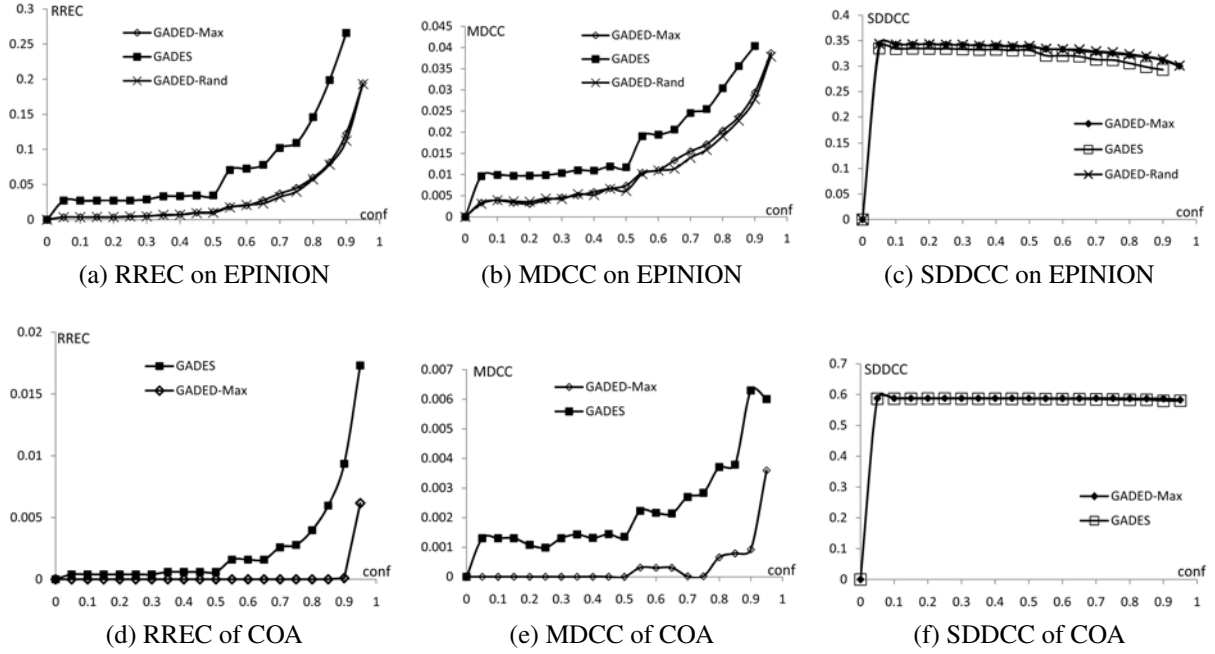 RREC
0.3
0.25
0.2
0.15
0.1
0.05
0
GADED-Max
GADES
GADED-Rand
conf
0 0.1 0.2 0.3 0.4 0.5 0.6 0.7 0.8 0.9 1
(a) RREC on EPINION
MDCC
0.045
0.04
0.035
0.03
0.025
0.02
0.015
0.01
0.005
0
GADED-Max
GADES
GADED-Rand
conf
0 0.1 0.2 0.3 0.4 0.5 0.6 0.7 0.8 0.9 1
(b) MDCC on EPINION
SDDCC
0.4
0.35
0.3
0.25
0.2
0.15
0.1
0.05
0
GADED-Max
GADES
GADED-Rand
conf
0 0.1 0.2 0.3 0.4 0.5 0.6 0.7 0.8 0.9 1
(c) SDDCC on EPINION
RREC
0.02
0.015
0.01
0.005
0
GADES
GADED-Max
conf
0 0.1 0.2 0.3 0.4 0.5 0.6 0.7 0.8 0.9 1
(d) RREC of COA
MDCC
0.007
0.006
0.005
0.004
0.003
0.002
0.001
0
GADED-Max
GADES
conf
0 0.1 0.2 0.3 0.4 0.5 0.6 0.7 0.8 0.9 1
(e) MDCC of COA
SDDCC
0.7
0.6
0.5
0.4
0.3
0.2
0.1
0
GADED-Max
GADES
conf
0 0.1 0.2 0.3 0.4 0.5 0.6 0.7 0.8 0.9 1
(f) SDDCC of COA